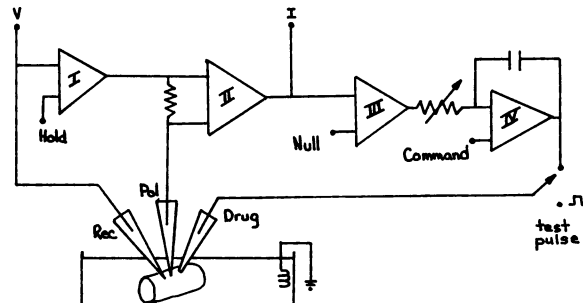 V
I
I
II
III
IV
Hold
Null
Command
Pol
Drug
Rec
test
pulse